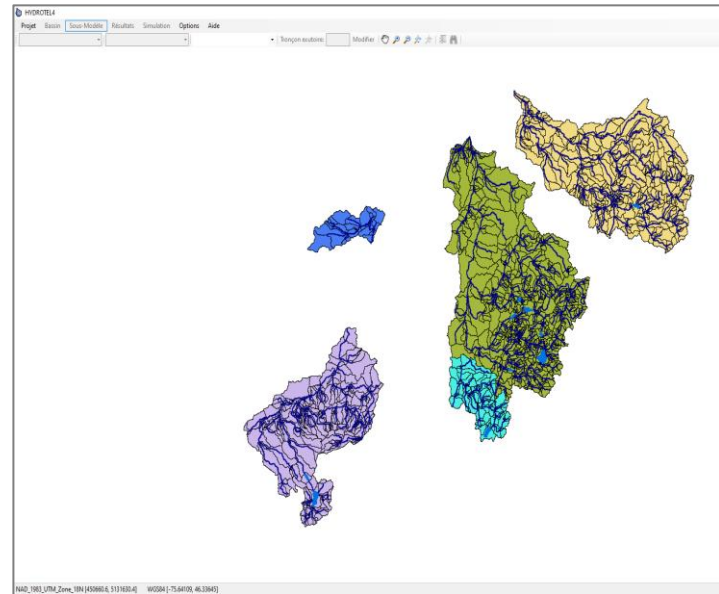 HYDROTEL4
Projet Bassin Sous-Modèle Résultats Simulation Options Aide
Tronçon exutoire: Modifier
NAD_1983_UTM_Zone_18N [450660.6, 5131630.4] WGS84 [-75.64109, 46.33645]